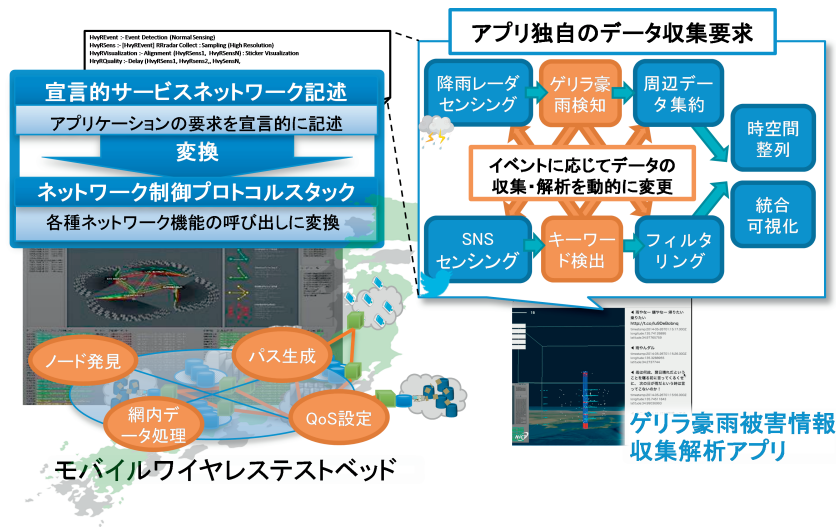 HvyREvent :- Event Detection (Normal Sensing)
HvyRSens :- [HvyREvent] RRradar Collect : Sampling (High Resolution)
HvyRVisualization :- Alignment (HvyRSens1, HvyRSensN) : Sticker Visualization
HryRQuality :- Delay (HvyRSens1, HvyRsens2,, HvySensN,
宣言的サービスネットワーク記述
アプリケーションの要求を宣言的に記述
変換
ネットワーク制御プロトコルスタック
各種ネットワーク機能の呼び出しに変換
アプリ独自のデータ収集要求
降雨レーダ
センシング
ゲリラ豪
雨検知
周辺デー
タ集約
時空間
整列
イベントに応じてデータの
収集・解析を動的に変更
統合
可視化
SNS
センシング
キーワー
ド検出
フィルタ
リング
ノード発見
パス生成
網内デ
ータ処理
QoS設定
モバイルワイヤレステストベッド
NICT
ゲリラ豪雨被害情報
収集解析アプリ